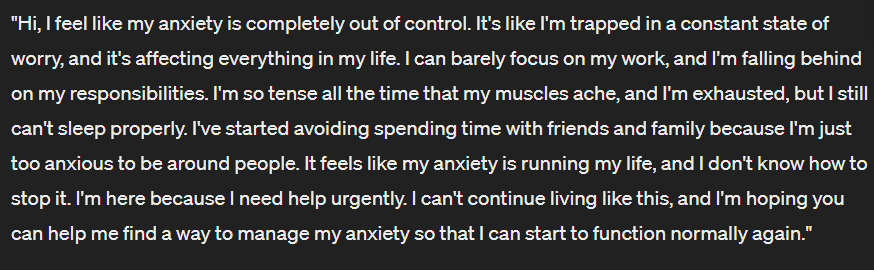 "Hi, I feel like my anxiety is completely out of control. It's like I'm trapped in a constant state of
worry, and it's affecting everything in my life. I can barely focus on my work, and I'm falling behind
on my responsibilities. I'm so tense all the time that my muscles ache, and I'm exhausted, but I still
can't sleep properly. I've started avoiding spending time with friends and family because I'm just
too anxious to be around people. It feels like my anxiety is running my life, and I don't know how to
stop it. I'm here because I need help urgently. I can't continue living like this, and I'm hoping you
can help me find a way to manage my anxiety so that I can start to function normally again."